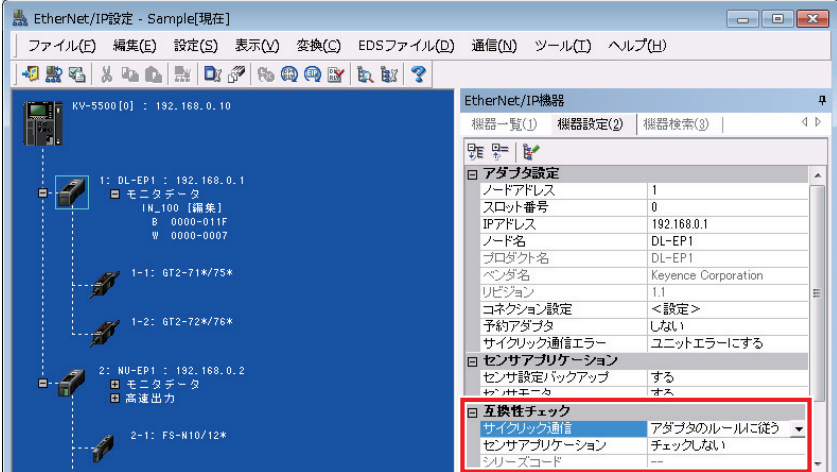 EtherNet/IP設定 - Sample[現在]
ファイル(F) 編集(E) 設定(S) 表示(V) 変換(C) EDSファイル(D) 通信(N) ツール(T) ヘルプ(H)
KV-5500[0] : 192.168.0.10
1: DL-EP1 : 192.168.0.1
モニタデータ
IN_100 [編集]
B 0000-011F
W 0000-0007
1-1: GT2-71*/75*
1-2: GT2-72*/76*
2: NU-EP1 : 192.168.0.2
モニタデータ
高速出力
2-1: FS-N10/12*
EtherNet/IP機器
機器一覧(1) 機器設定(2) 機器検索(3)
アダプタ設定
ノードアドレス 1
スロット番号 0
IPアドレス 192.168.0.1
ノード名 DL-EP1
プロダクト名 DL-EP1
ベンダ名 Keyence Corporation
リビジョン 1.1
コネクション設定 <設定>
予約アダプタ しない
サイクリック通信エラー ユニットエラーにする
センサアプリケーション
センサ設定バックアップ する
センサモニタ する
互換性チェック
サイクリック通信 アダプタのルールに従う
センサアプリケーション チェックしない
シリーズコード --